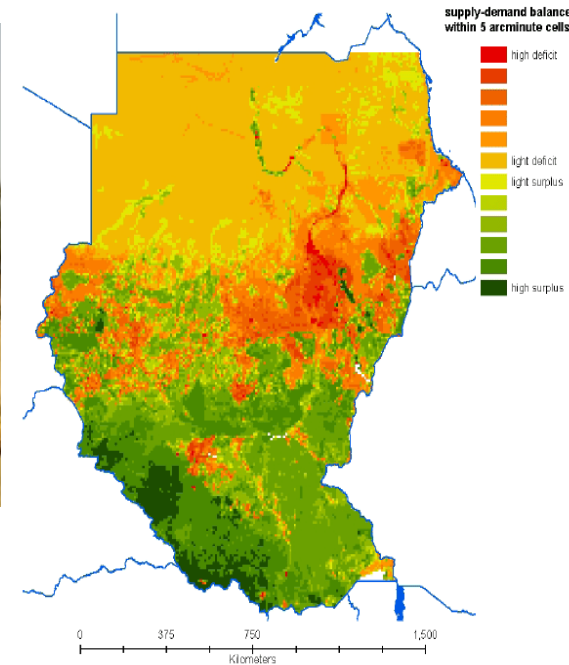 supply-demand balance
within 5 arcminute cells
high deficit
light deficit
light surplus
high surplus
0 375 750 1,500
Kilometers